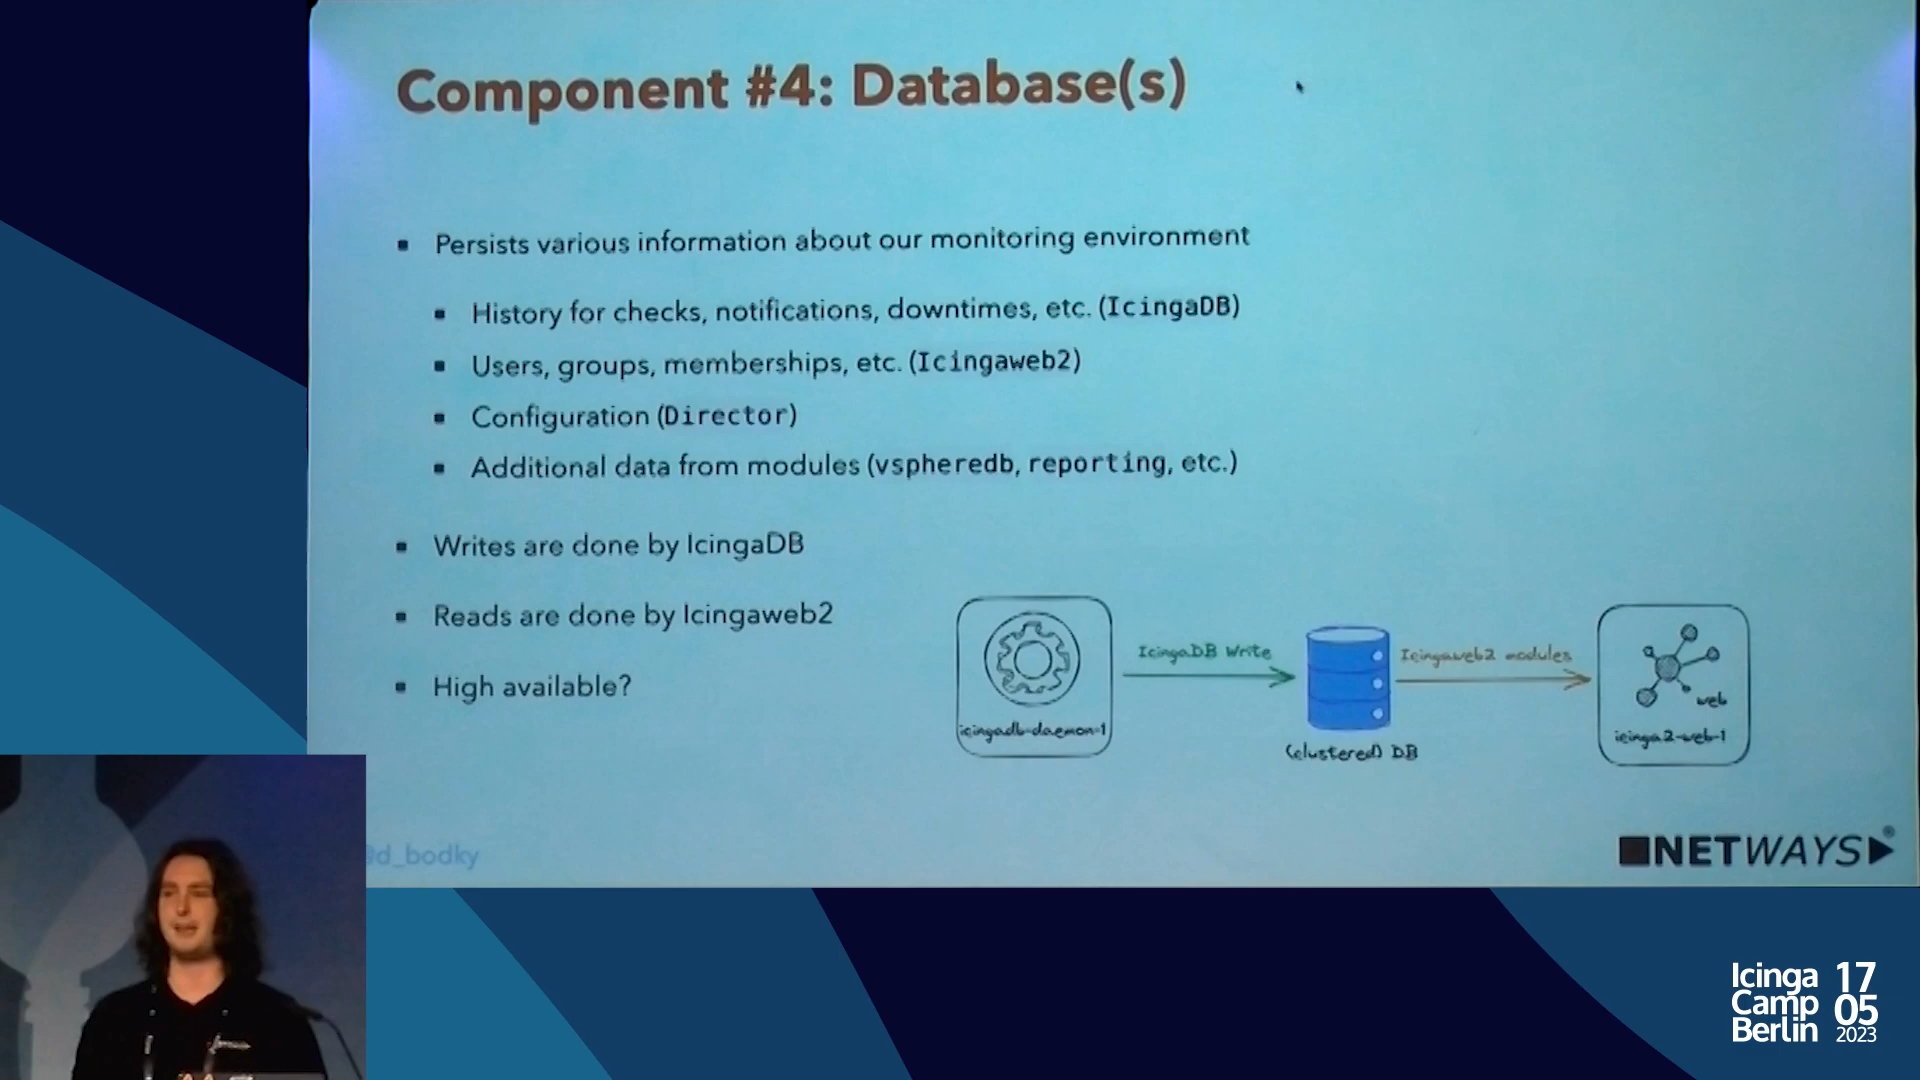 Component #4: Database(s)
Persists various information about our monitoring environment
History for checks, notifications, downtimes, etc. (IcingaDB)
Users, groups, memberships, etc. (Icingaweb2)
Configuration (Director)
Additional data from modules (vspheredb, reporting, etc.)
Writes are done by IcingaDB
Reads are done by Icingaweb2
High available?
IcingaDB Write
Icingaweb2 modules
web
icingadb-daemon-1
icinga2-web-1
(clustered) DB
@d_bodky
NETWAYS®
Icinga
Camp
Berlin
17
05
2023